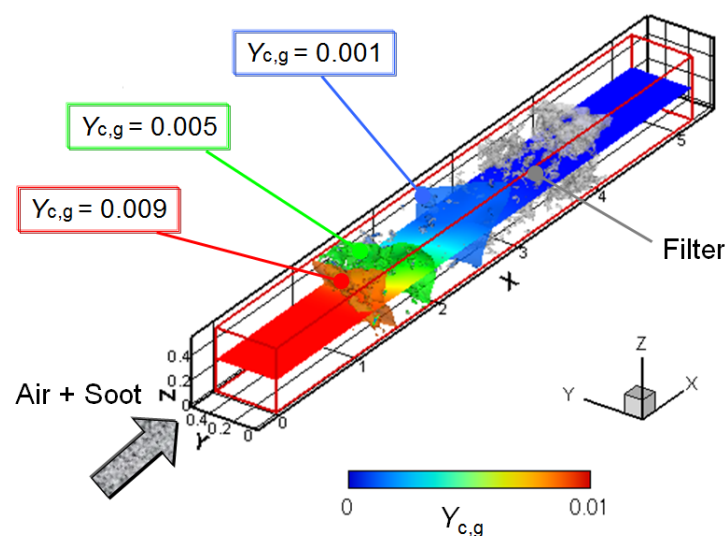 Yc,g = 0.001
Yc,g = 0.005
Yc,g = 0.009
Filter
Air + Soot
0.4
0.2
0
Z
0.4
0.2
0
Y
0
1
2
3
4
5
X
Z
Y
X
0
0.01
Yc,g